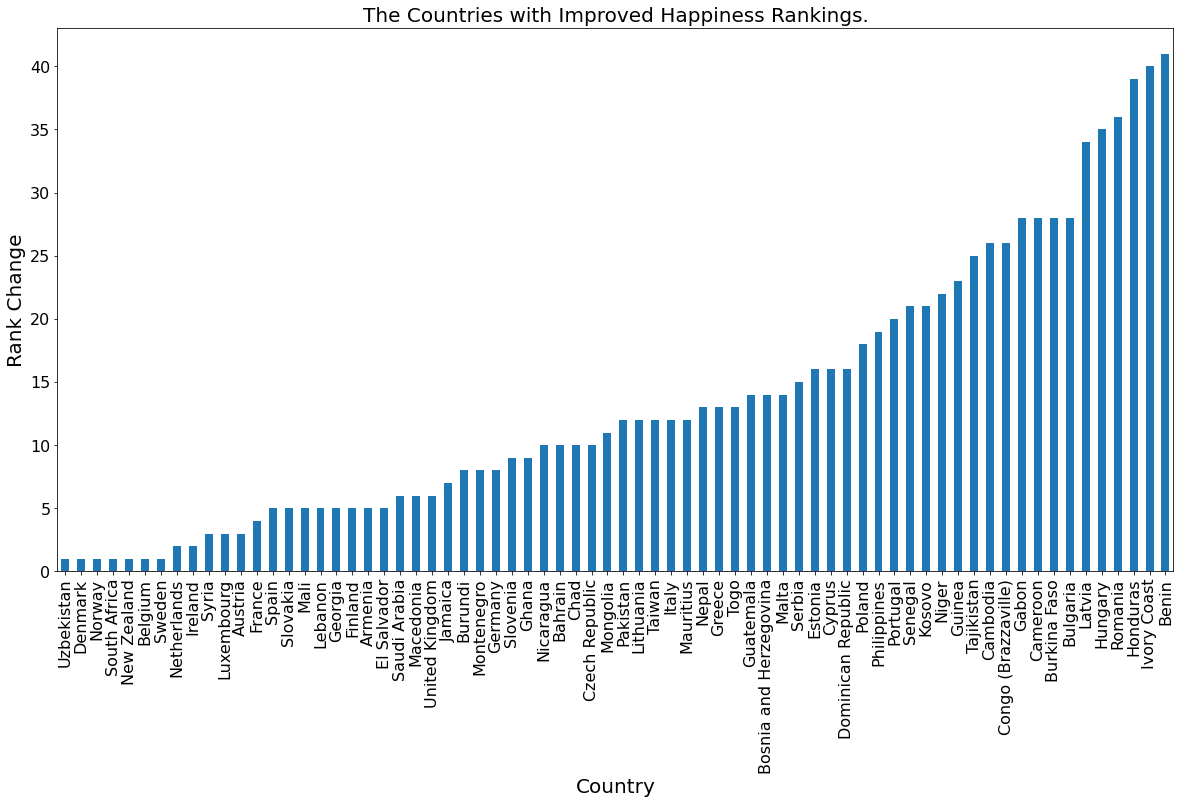 The Countries with Improved Happiness Rankings.
Rank Change
40
35
30
25
20
15
10
5
0
Uzbekistan
Denmark
Norway
South Africa
New Zealand
Belgium
Sweden
Netherlands
Ireland
Syria
Luxembourg
Austria
France
Spain
Slovakia
Mali
Lebanon
Georgia
Finland
Armenia
El Salvador
Saudi Arabia
Macedonia
United Kingdom
Jamaica
Burundi
Montenegro
Germany
Slovenia
Ghana
Nicaragua
Bahrain
Chad
Czech Republic
Mongolia
Pakistan
Lithuania
Taiwan
Italy
Mauritius
Nepal
Greece
Togo
Guatemala
Bosnia and Herzegovina
Malta
Serbia
Estonia
Cyprus
Dominican Republic
Poland
Philippines
Portugal
Senegal
Kosovo
Niger
Guinea
Tajikistan
Cambodia
Congo (Brazzaville)
Gabon
Cameroon
Burkina Faso
Bulgaria
Latvia
Hungary
Romania
Honduras
Ivory Coast
Benin
Country